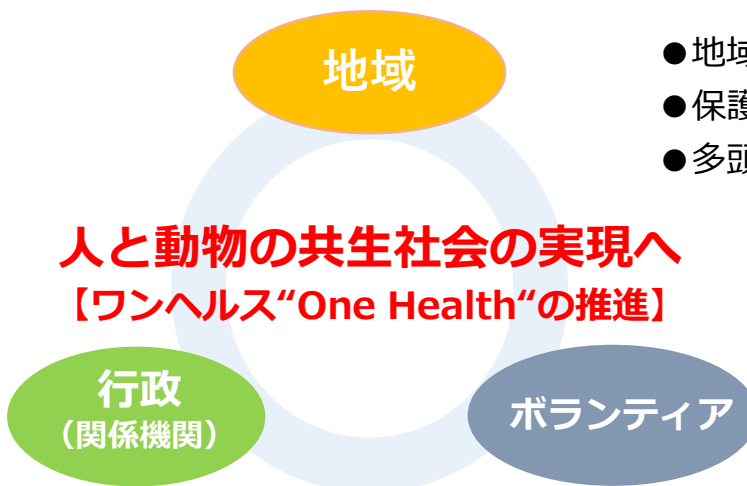 地域
●地域
●保護
●多頭
人と動物の共生社会の実現へ
【ワンヘルス“One Health“の推進】
行政
（関係機関）
ボランティア